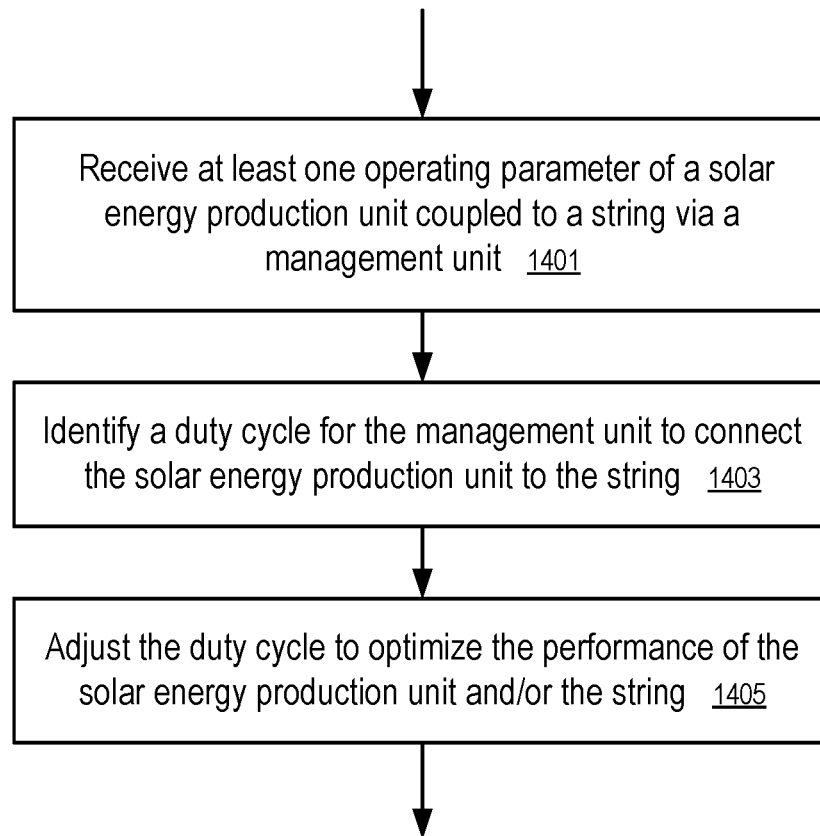 Receive at least one operating parameter of a solar
energy production unit coupled to a string via a
management unit 1401
Identify a duty cycle for the management unit to connect
the solar energy production unit to the string 1403
Adjust the duty cycle to optimize the performance of the
solar energy production unit and/or the string 1405